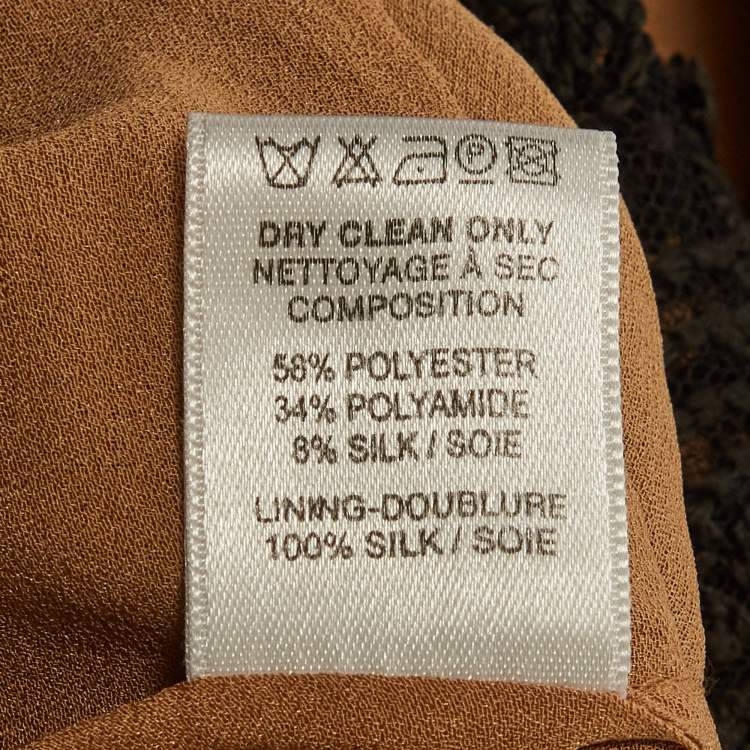 P
DRY CLEAN ONLY
NETTOYAGE À SEC
COMPOSITION
58% POLYESTER
34% POLYAMIDE
8% SILK / SOIE
LINING-DOUBLURE
100% SILK / SOIE